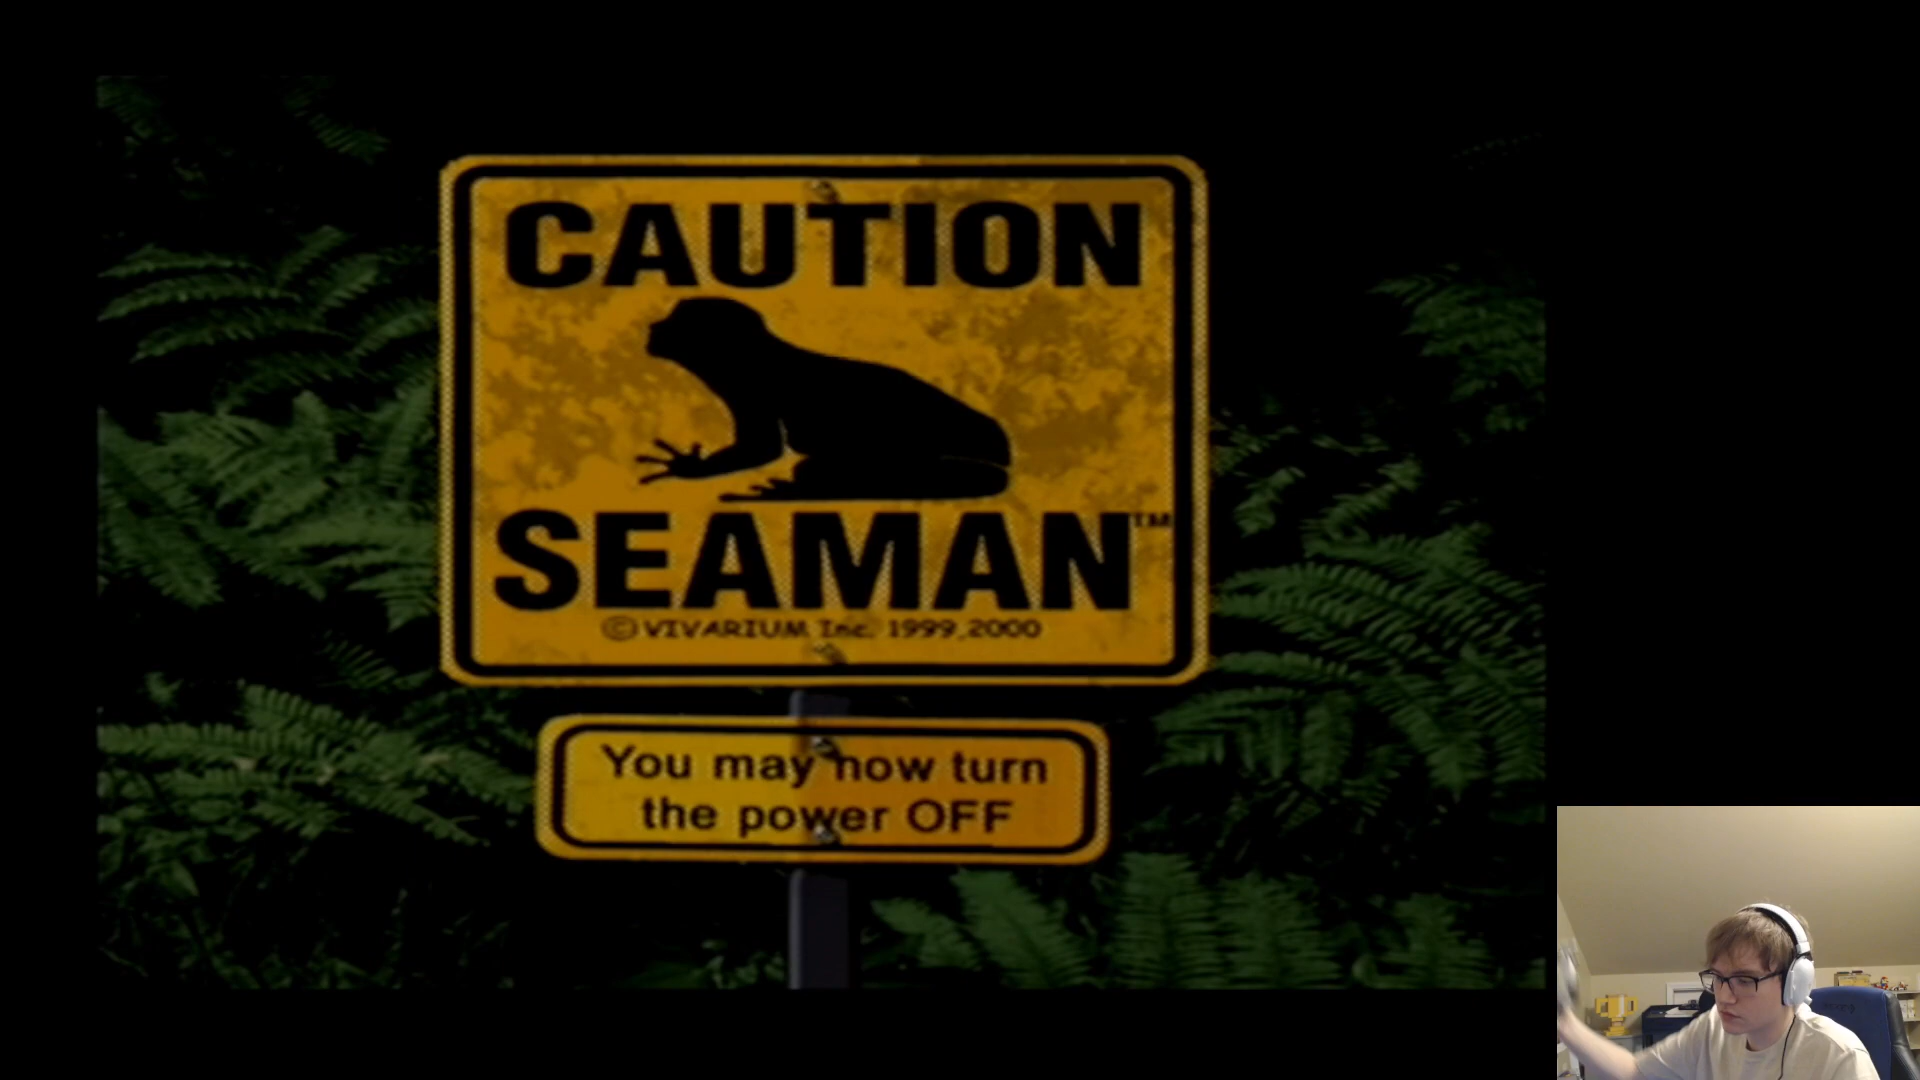 CAUTION
SEAMAN™
© VIVARIUM Inc. 1999,2000
You may now turn
the power OFF